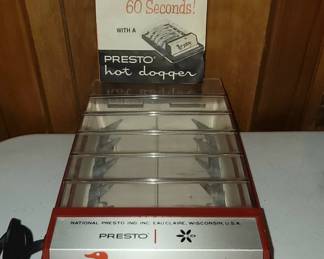 60 Seconds!
WITH A
PRESTO
hot dogger
NATIONAL PRESTO IND. INC. EAU CLAIRE, WISCONSIN, U.S.A.
PRESTO